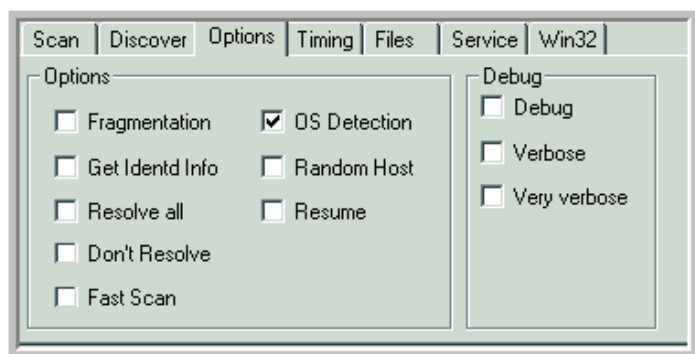 Scan Discover Options Timing Files Service Win32
Options
Fragmentation OS Detection
Get Identd Info Random Host
Resolve all Resume
Don't Resolve
Fast Scan
Debug
Debug
Verbose
Very verbose